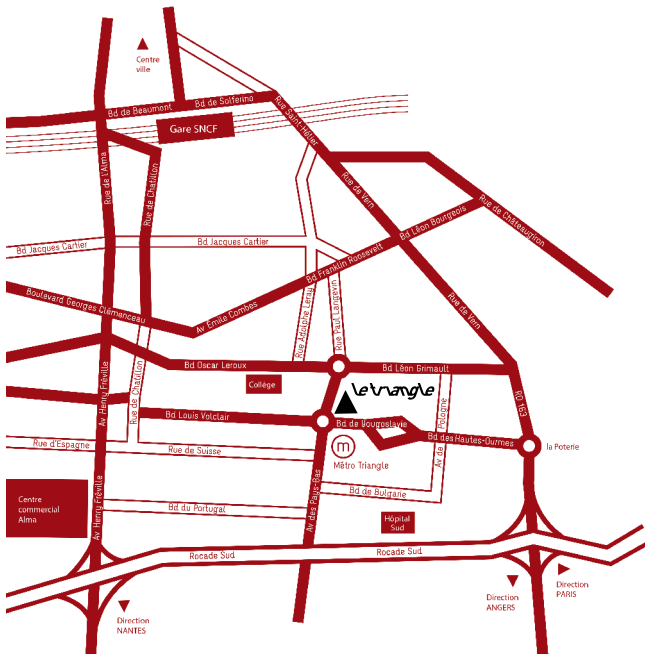 Centre
ville
Bd de Beaumont
Bd de Solferino
Gare SNCF
Rue Saint-Hélier
Rue de l'Alma
Rue de Chatillon
Rue de Vern
Rue de Châteaugiron
Bd Léon Bourgeois
Bd Jacques Cartier
Bd Jacques Cartier
Bd Franklin Roosevelt
Boulevard Georges Clémenceau
Av Emile Combes
Rue Adolphe Leray
Rue Paul Langevin
Rue de Vern
Bd Oscar Leroux
Bd Léon Grimault
Collège
le triangle
Av Henry Fréville
Rue de Chatillon
Bd Louis Volclair
Bd de Yougoslavie
Av de Pologne
RD 163
Bd des Hautes-Ourmes
la Poterie
Rue d'Espagne
Rue de Suisse
m
Métro Triangle
Av Henry Fréville
Bd de Bulgarie
Centre
commercial
Alma
Bd du Portugal
Av des Pays-Bas
Hôpital
Sud
Rocade Sud
Rocade Sud
Direction
NANTES
Direction
ANGERS
Direction
PARIS